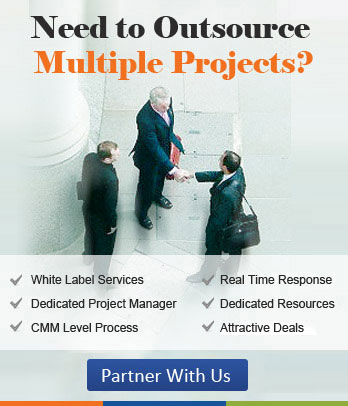 Need to Outsource
Multiple Projects?
White Label Services
Real Time Response
Dedicated Project Manager
Dedicated Resources
CMM Level Process
Attractive Deals
Partner With Us